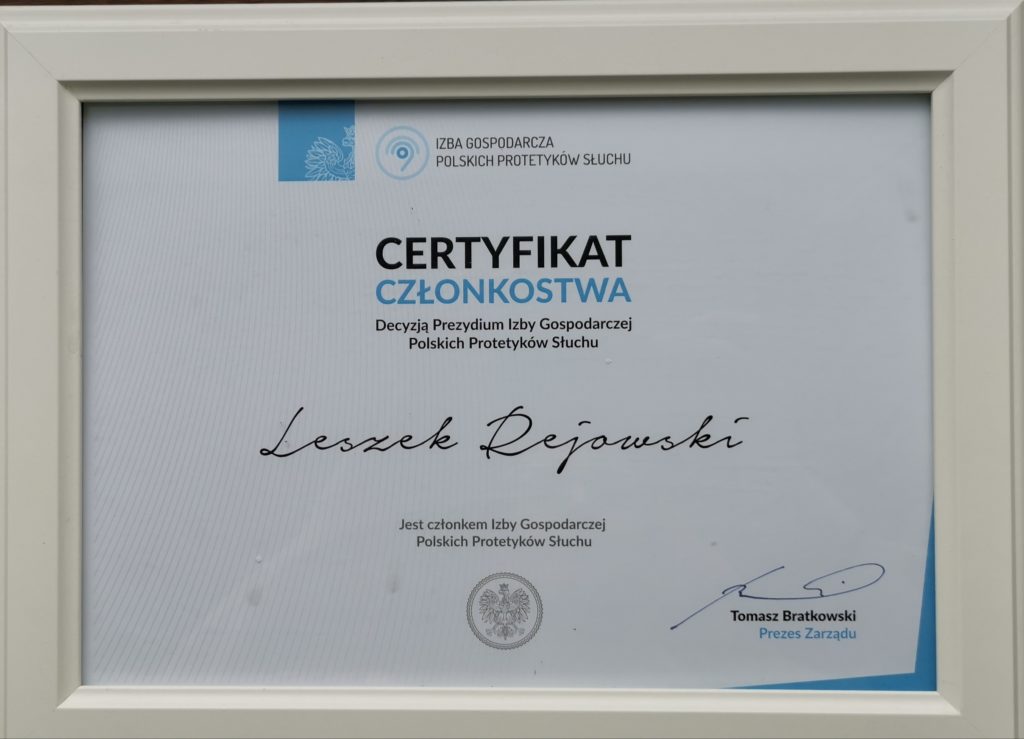 IZBA GOSPODARCZA
POLSKICH PROTETYKÓW SŁUCHU
CERTYFIKAT
CZŁONKOSTWA
Decyzją Prezydium Izby Gospodarczej
Polskich Protetyków Słuchu
Leszek Rejowski
Jest człownkem Izby Gospodarczej
Polskich Protetyków Słuchu
Tomasz Bratkowski
Prezes Zarządu